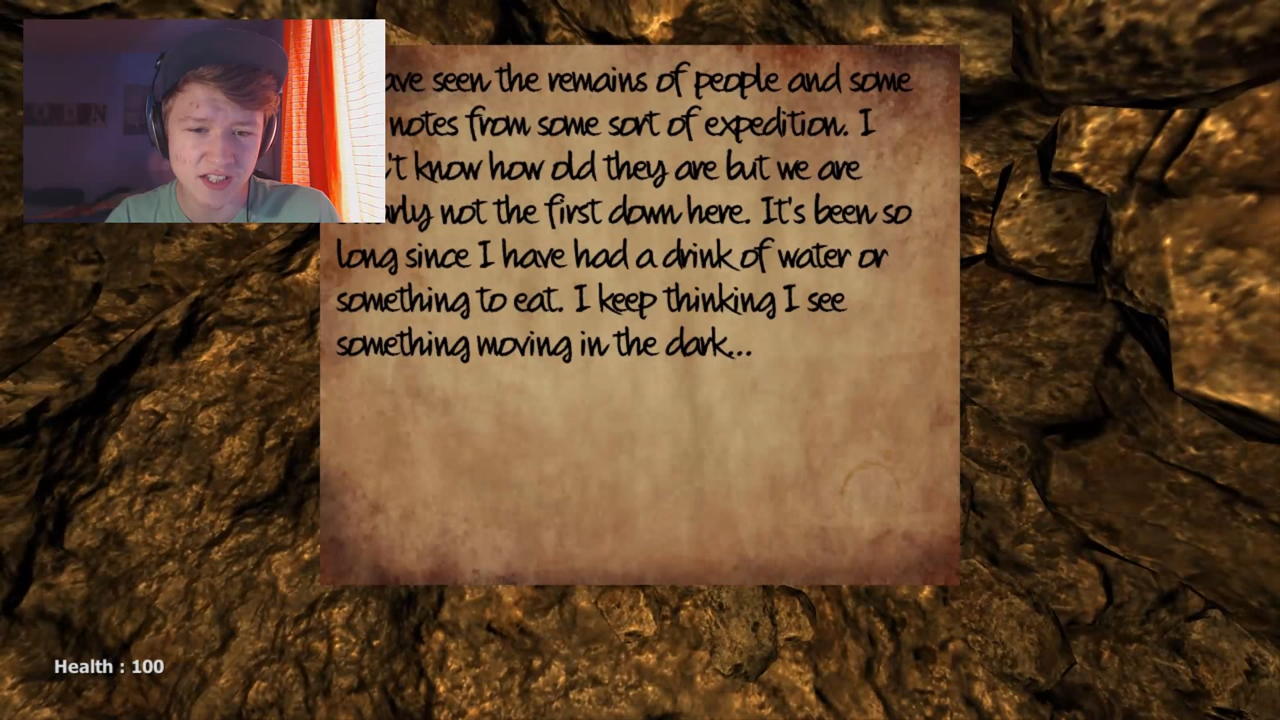 seen the remains of people and some
notes from some sort of expedition. I
know how old they are but we are
not the first down here. It's been so
long since I have had a drink of water or
something to eat. I keep thinking I see
something moving in the dark...
Health : 100